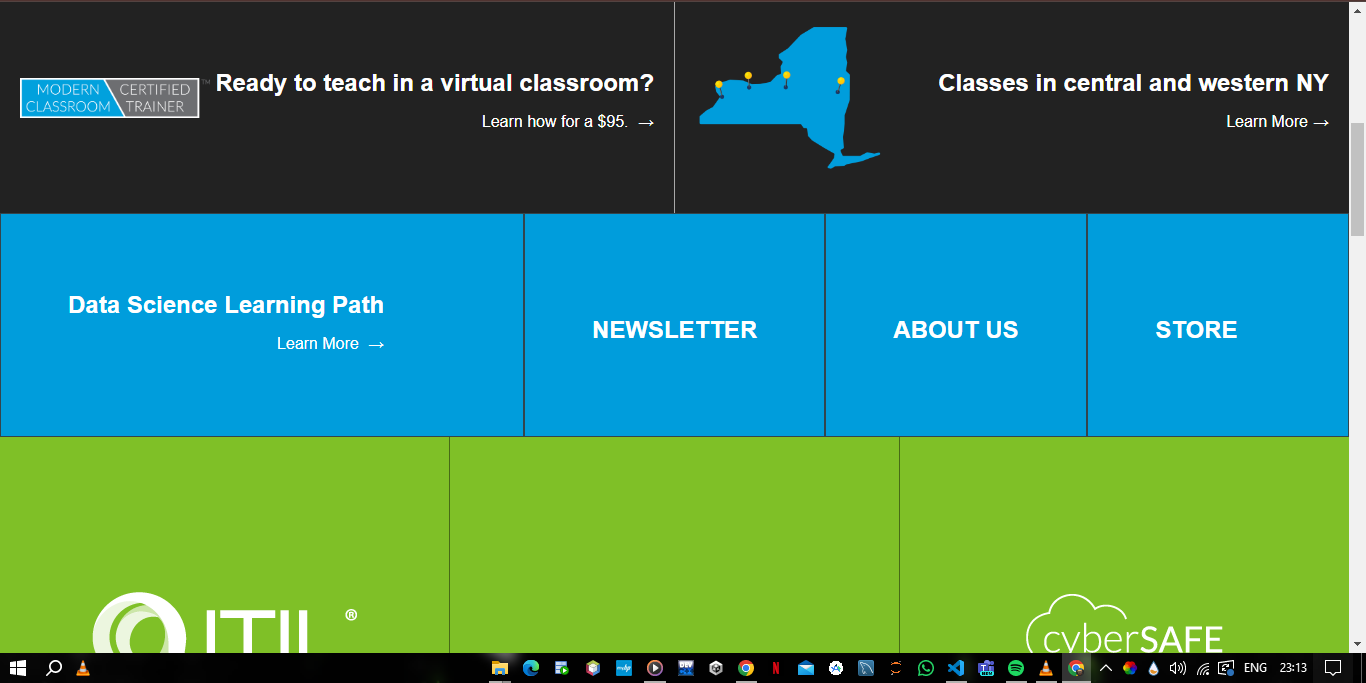 MODERN
CLASSROOM
CERTIFIED
TRAINER
™
Ready to teach in a virtual classroom?
Learn how for a $95. →
Classes in central and western NY
Learn More →
Data Science Learning Path
Learn More →
NEWSLETTER
ABOUT US
STORE
ITIL ®
cyberSAFE
ENG
23:13